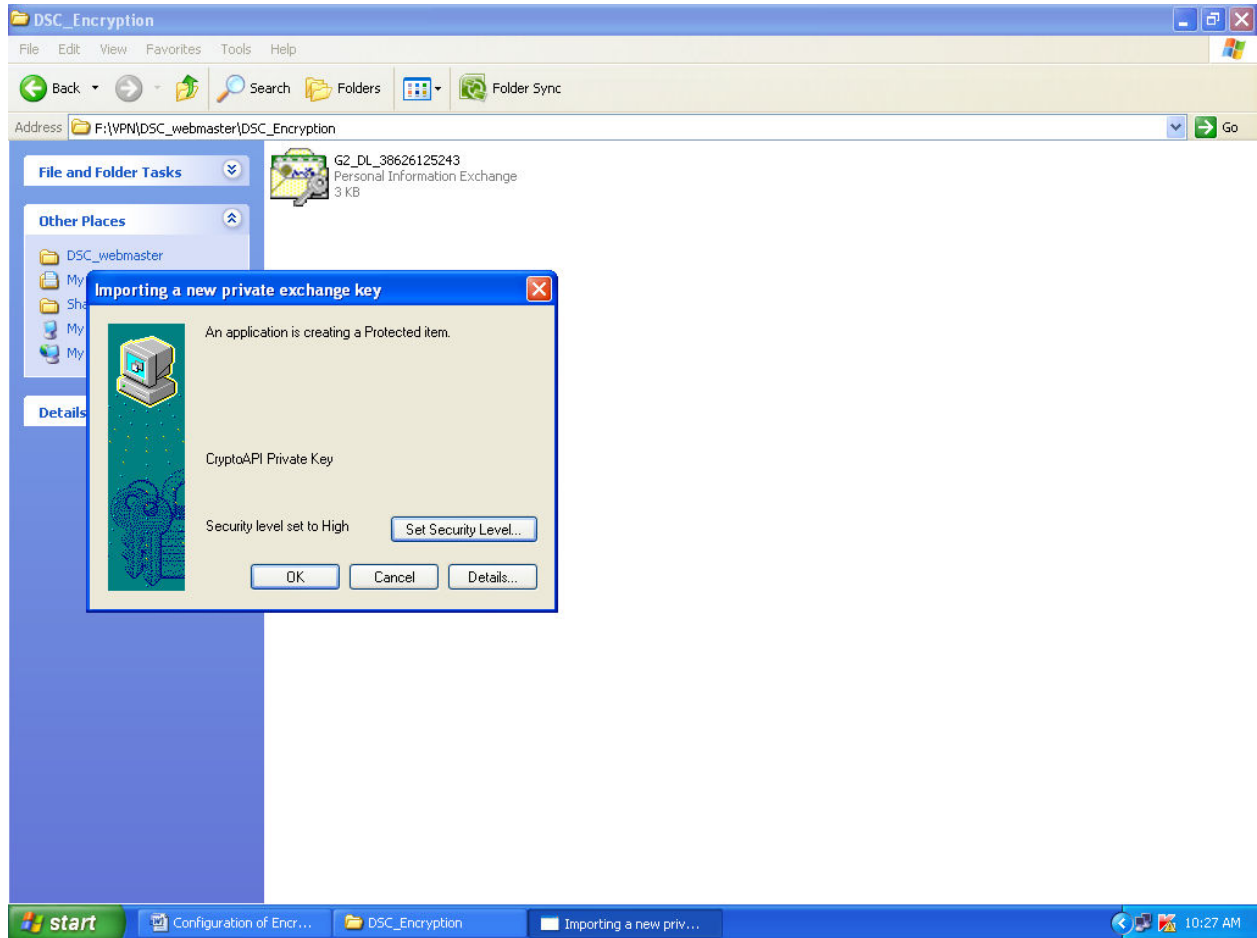 DSC_Encryption
File Edit View Favorites Tools Help
Back Search Folders Folder Sync
Address F:\VPN\DSC_webmaster\DSC_Encryption Go
File and Folder Tasks
Other Places
DSC_webmaster
My
Sha
My
My
Details
G2_DL_38626125243
Personal Information Exchange
3 KB
Importing a new private exchange key
An application is creating a Protected item.
CryptoAPI Private Key
Security level set to High Set Security Level...
OK Cancel Details...
start Configuration of Encr... DSC_Encryption Importing a new priv... 10:27 AM